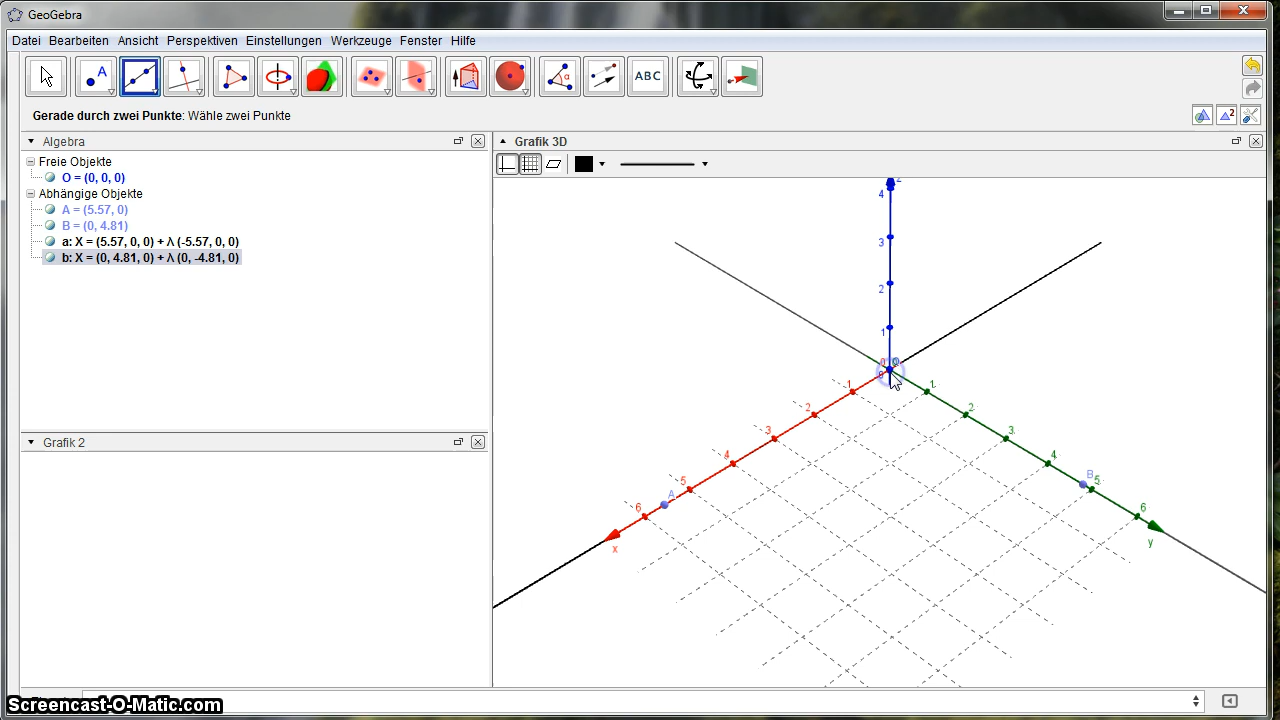 GeoGebra
Datei Bearbeiten Ansicht Perspektiven Einstellungen Werkzeuge Fenster Hilfe
A
α
ABC
Gerade durch zwei Punkte: Wähle zwei Punkte
Algebra
Grafik 3D
Freie Objekte
O = (0, 0, 0)
Abhängige Objekte
A = (5.57, 0)
B = (0, 4.81)
a: X = (5.57, 0, 0) + λ (-5.57, 0, 0)
b: X = (0, 4.81, 0) + λ (0, -4.81, 0)
Grafik 2
z
4
3
2
1
0
1 2 3 4 5 6
A
x
1 2 3 4 5 6
B
y
Screencast-O-Matic.com